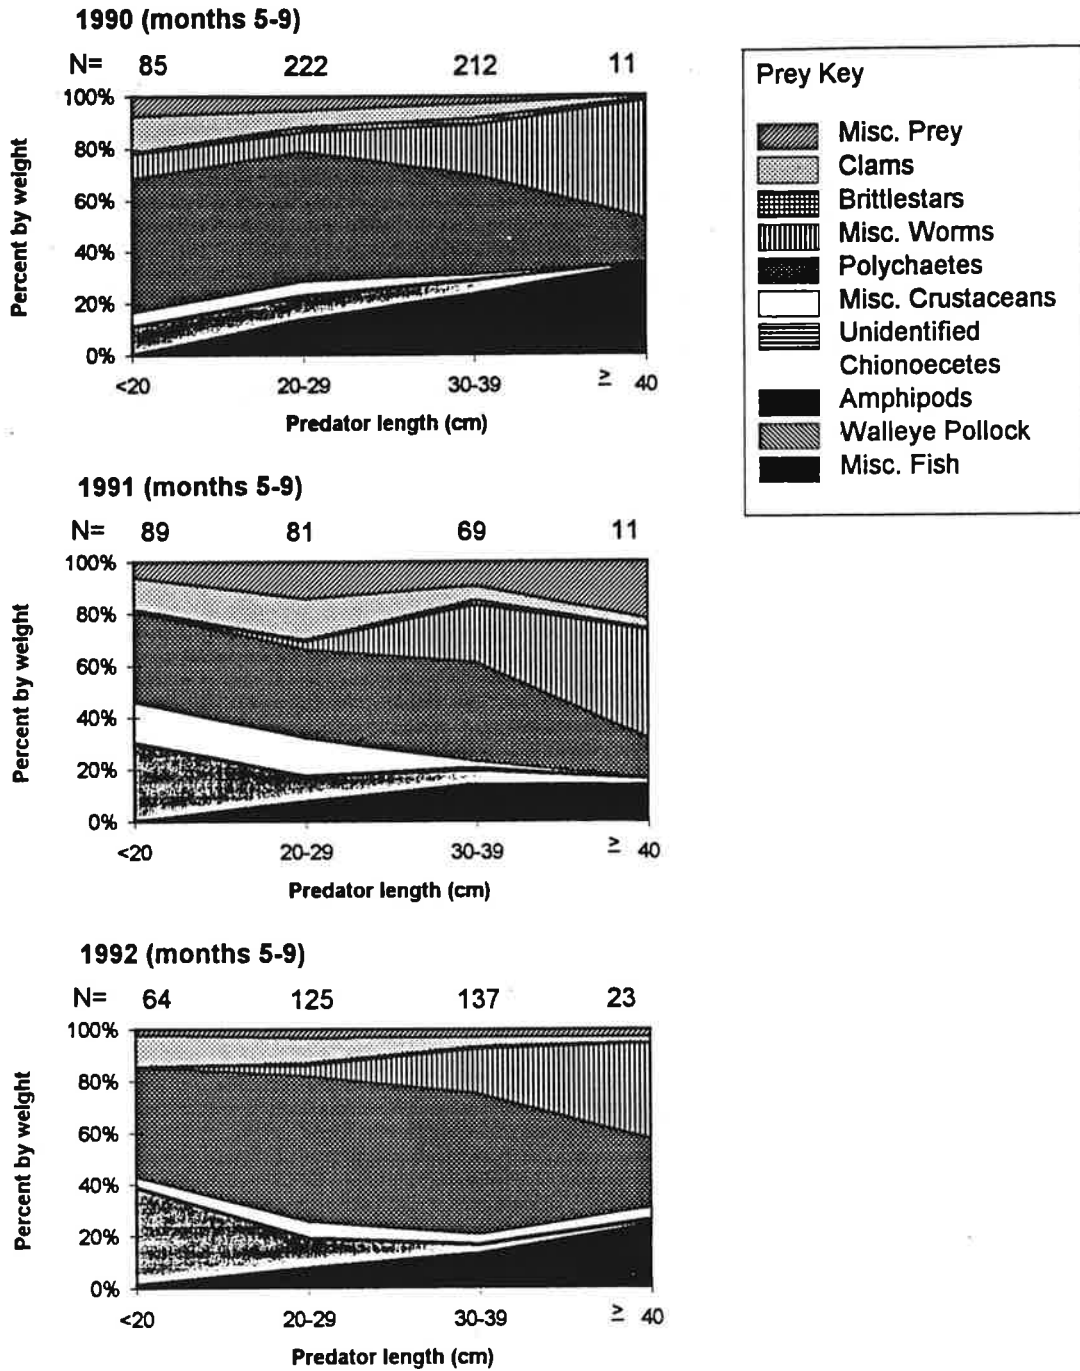 1990 (months 5-9)
N= 85 222 212 11
100%
80%
60%
40%
20%
0%
Percent by weight
<20 20-29 30-39 ≥ 40
Predator length (cm)
Prey Key
Misc. Prey
Clams
Brittlestars
Misc. Worms
Polychaetes
Misc. Crustaceans
Unidentified
Chionoecetes
Amphipods
Walleye Pollock
Misc. Fish
1991 (months 5-9)
N= 89 81 69 11
100%
80%
60%
40%
20%
0%
Percent by weight
<20 20-29 30-39 ≥ 40
Predator length (cm)
1992 (months 5-9)
N= 64 125 137 23
100%
80%
60%
40%
20%
0%
Percent by weight
<20 20-29 30-39 ≥ 40
Predator length (cm)